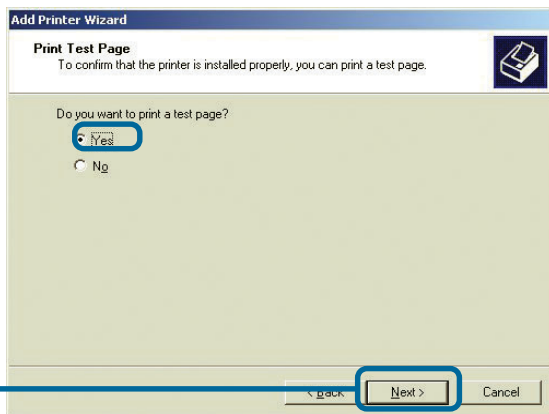 Add Printer Wizard
Print Test Page
To confirm that the printer is installed properly, you can print a test page.
Do you want to print a test page?
Yes
No
< Back Next > Cancel